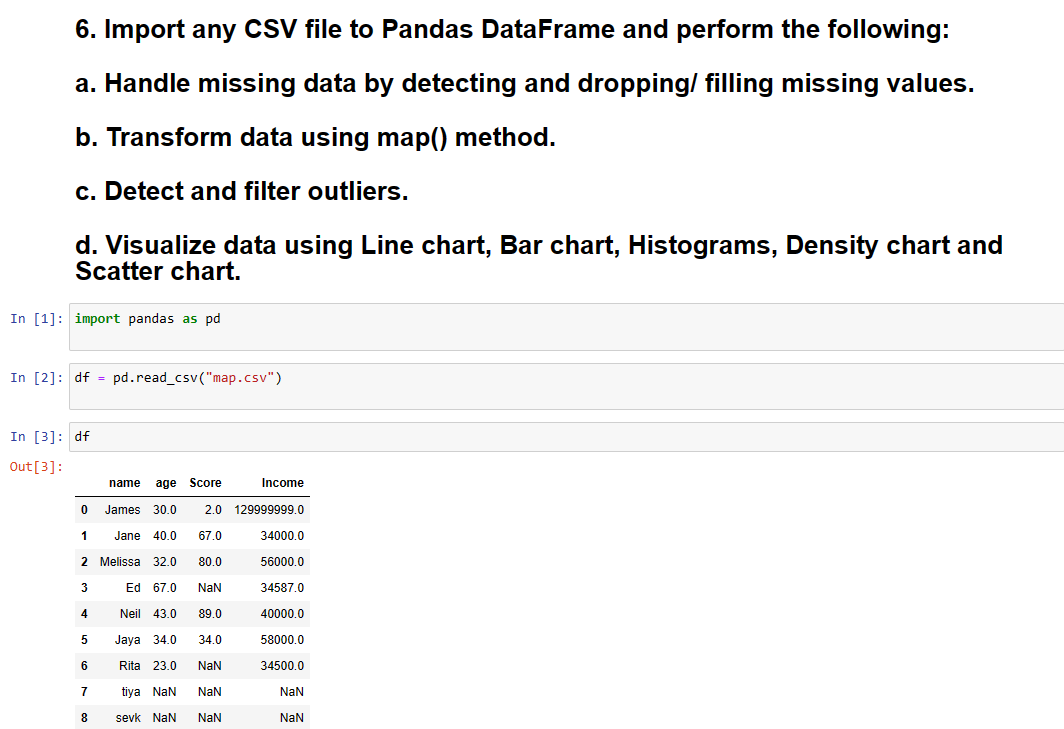 6. Import any CSV file to Pandas DataFrame and perform the following:
a. Handle missing data by detecting and dropping/ filling missing values.
b. Transform data using map() method.
c. Detect and filter outliers.
d. Visualize data using Line chart, Bar chart, Histograms, Density chart and
Scatter chart.
In [1]: import pandas as pd
In [2]: df = pd.read_csv("map.csv")
In [3]: df
Out[3]:
name age Score Income
0 James 30.0 2.0 129999999.0
1 Jane 40.0 67.0 34000.0
2 Melissa 32.0 80.0 56000.0
3 Ed 67.0 NaN 34587.0
4 Neil 43.0 89.0 40000.0
5 Jaya 34.0 34.0 58000.0
6 Rita 23.0 NaN 34500.0
7 tiya NaN NaN NaN
8 sevk NaN NaN NaN